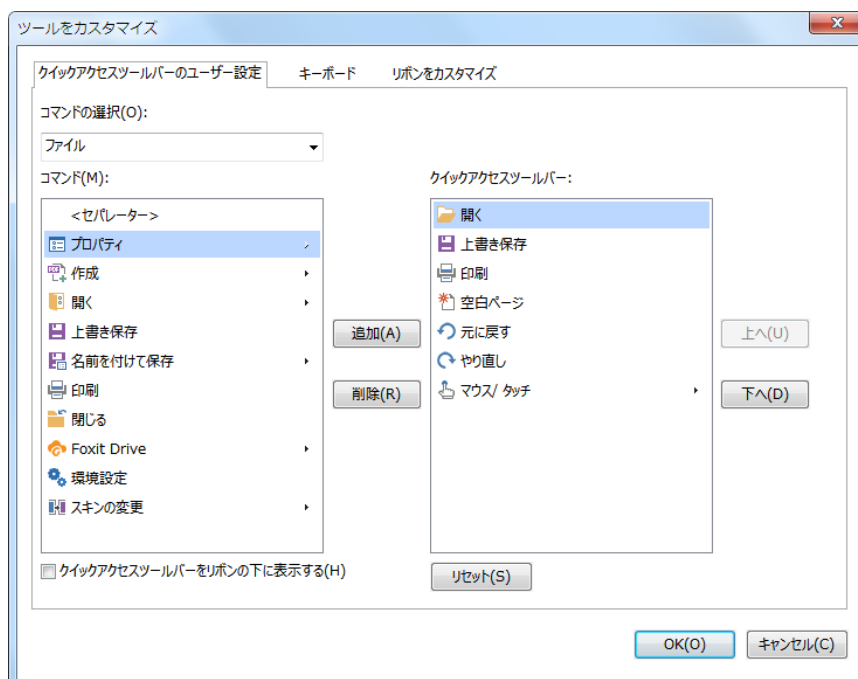 ツールをカスタマイズ
クイックアクセスツールバーのユーザー設定 キーボード リボンをカスタマイズ
コマンドの選択(O):
ファイル
コマンド(M):
<セパレーター>
プロパティ
作成
開く
上書き保存
名前を付けて保存
印刷
閉じる
Foxit Drive
環境設定
スキンの変更
追加(A)
削除(R)
クイックアクセスツールバー:
開く
上書き保存
印刷
空白ページ
元に戻す
やり直し
マウス/ タッチ
上へ(U)
下へ(D)
クイックアクセスツールバーをリボンの下に表示する(H)
リセット(S)
OK(O) キャンセル(C)